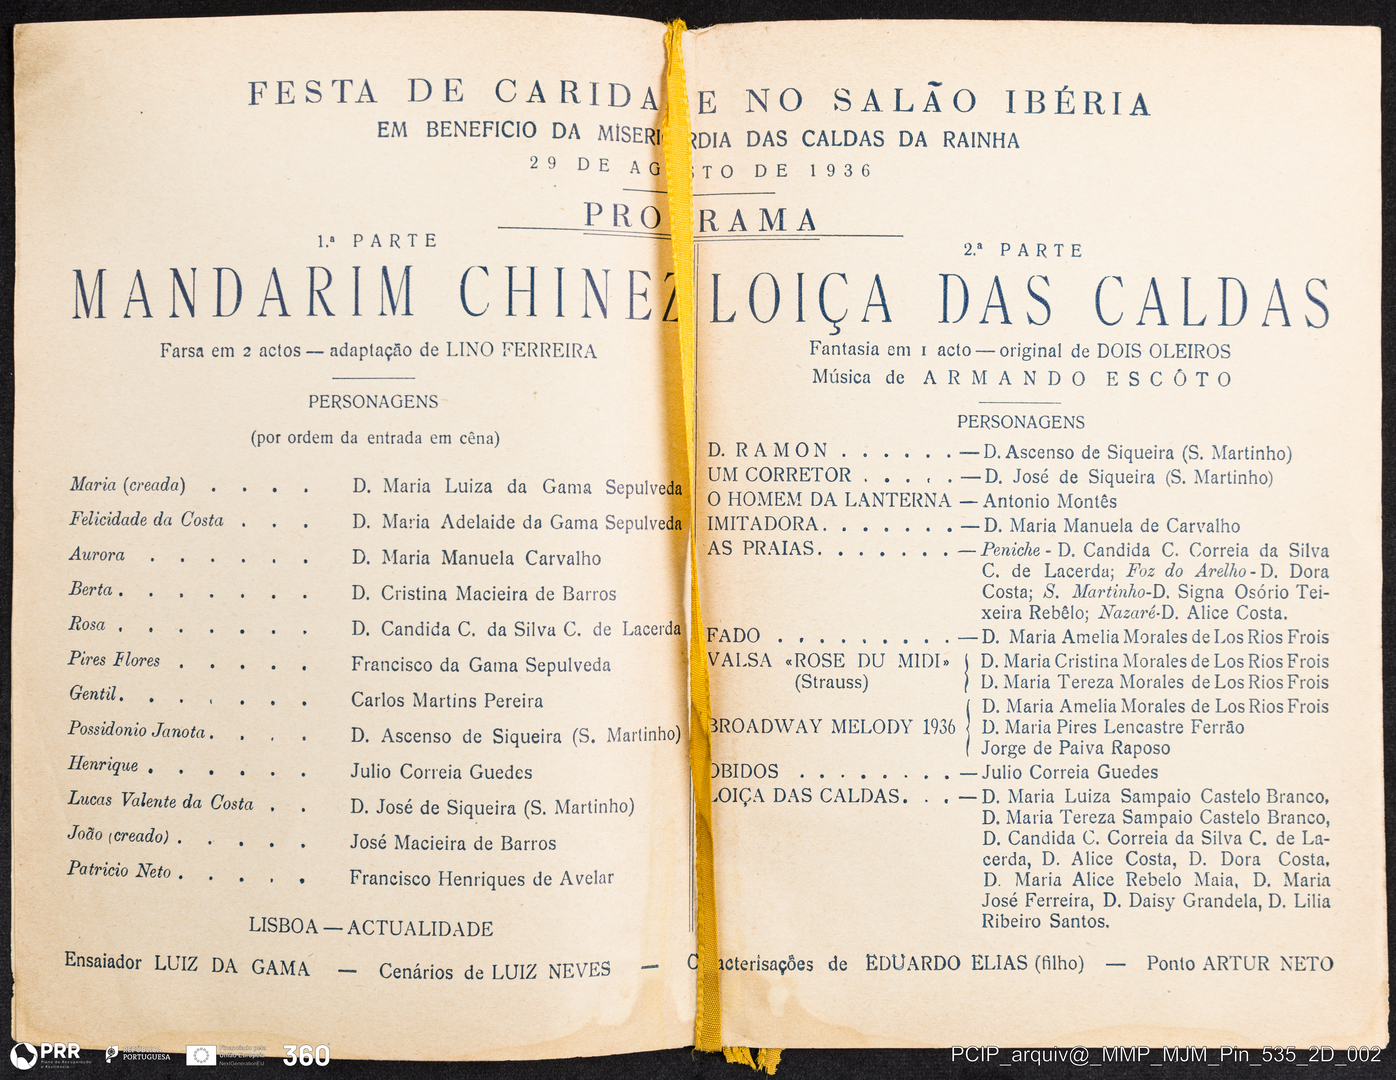 FESTA DE CARIDA E NO SALÃO IBÉRIA
EM BENEFICIO DA MISERI RDIA DAS CALDAS DA RAINHA
29 DE AG STO DE 1936
PRO RAMA
1.ª PARTE
MANDARIM CHINEZ
Farsa em 2 actos — adaptação de LINO FERREIRA
PERSONAGENS
(por ordem da entrada em cêna)
Maria (creada) . . . . D. Maria Luiza da Gama Sepulveda
Felicidade da Costa . . . D. Maria Adelaide da Gama Sepulveda
Aurora . . . . . D. Maria Manuela Carvalho
Berta . . . . . . . D. Cristina Macieira de Barros
Rosa . . . . . . . D. Candida C. da Silva C. de Lacerda
Pires Flores . . . . . Francisco da Gama Sepulveda
Gentil . . . . . . . Carlos Martins Pereira
Possidonio Janota . . . . D. Ascenso de Siqueira (S. Martinho)
Henrique . . . . . . Julio Correia Guedes
Lucas Valente da Costa . . D. José de Siqueira (S. Martinho)
João (creado) . . . . . José Macieira de Barros
Patricio Neto . . . . . Francisco Henriques de Avelar
LISBOA — ACTUALIDADE
2.ª PARTE
LOIÇA DAS CALDAS
Fantasia em 1 acto — original de DOIS OLEIROS
Música de ARMANDO ESCÔTO
PERSONAGENS
D. RAMON . . . . . . — D. Ascenso de Siqueira (S. Martinho)
UM CORRETOR . . . . . — D. José de Siqueira (S. Martinho)
O HOMEM DA LANTERNA — Antonio Montês
IMITADORA . . . . . . . — D. Maria Manuela de Carvalho
AS PRAIAS . . . . . . . — Peniche - D. Candida C. Correia da Silva
C. de Lacerda; Foz do Arelho - D. Dora
Costa; S. Martinho-D. Signa Osório Tei-
xeira Rebêlo; Nazaré-D. Alice Costa.
FADO . . . . . . . . . — D. Maria Amelia Morales de Los Rios Frois
VALSA «ROSE DU MIDI» D. Maria Cristina Morales de Los Rios Frois
(Strauss) D. Maria Tereza Morales de Los Rios Frois
D. Maria Amelia Morales de Los Rios Frois
BROADWAY MELODY 1936 D. Maria Pires Lencastre Ferrão
Jorge de Paiva Raposo
OBIDOS . . . . . . . . — Julio Correia Guedes
LOIÇA DAS CALDAS . . . — D. Maria Luiza Sampaio Castelo Branco,
D. Maria Tereza Sampaio Castelo Branco,
D. Candida C. Correia da Silva C. de La-
cerda, D. Alice Costa, D. Dora Costa,
D. Maria Alice Rebelo Maia, D. Maria
José Ferreira, D. Daisy Grandela, D. Lilia
Ribeiro Santos.
Ensaiador LUIZ DA GAMA — Cenários de LUIZ NEVES — C racterisações de EDUARDO ELIAS (filho) — Ponto ARTUR NETO
PRR
Plano de Recuperação
e Resiliência
REPÚBLICA
PORTUGUESA
Financiado pela
União Europeia
NextGenerationEU
360
PCIP_arquiv@_MMP_MJM_Pin_535_2D_002